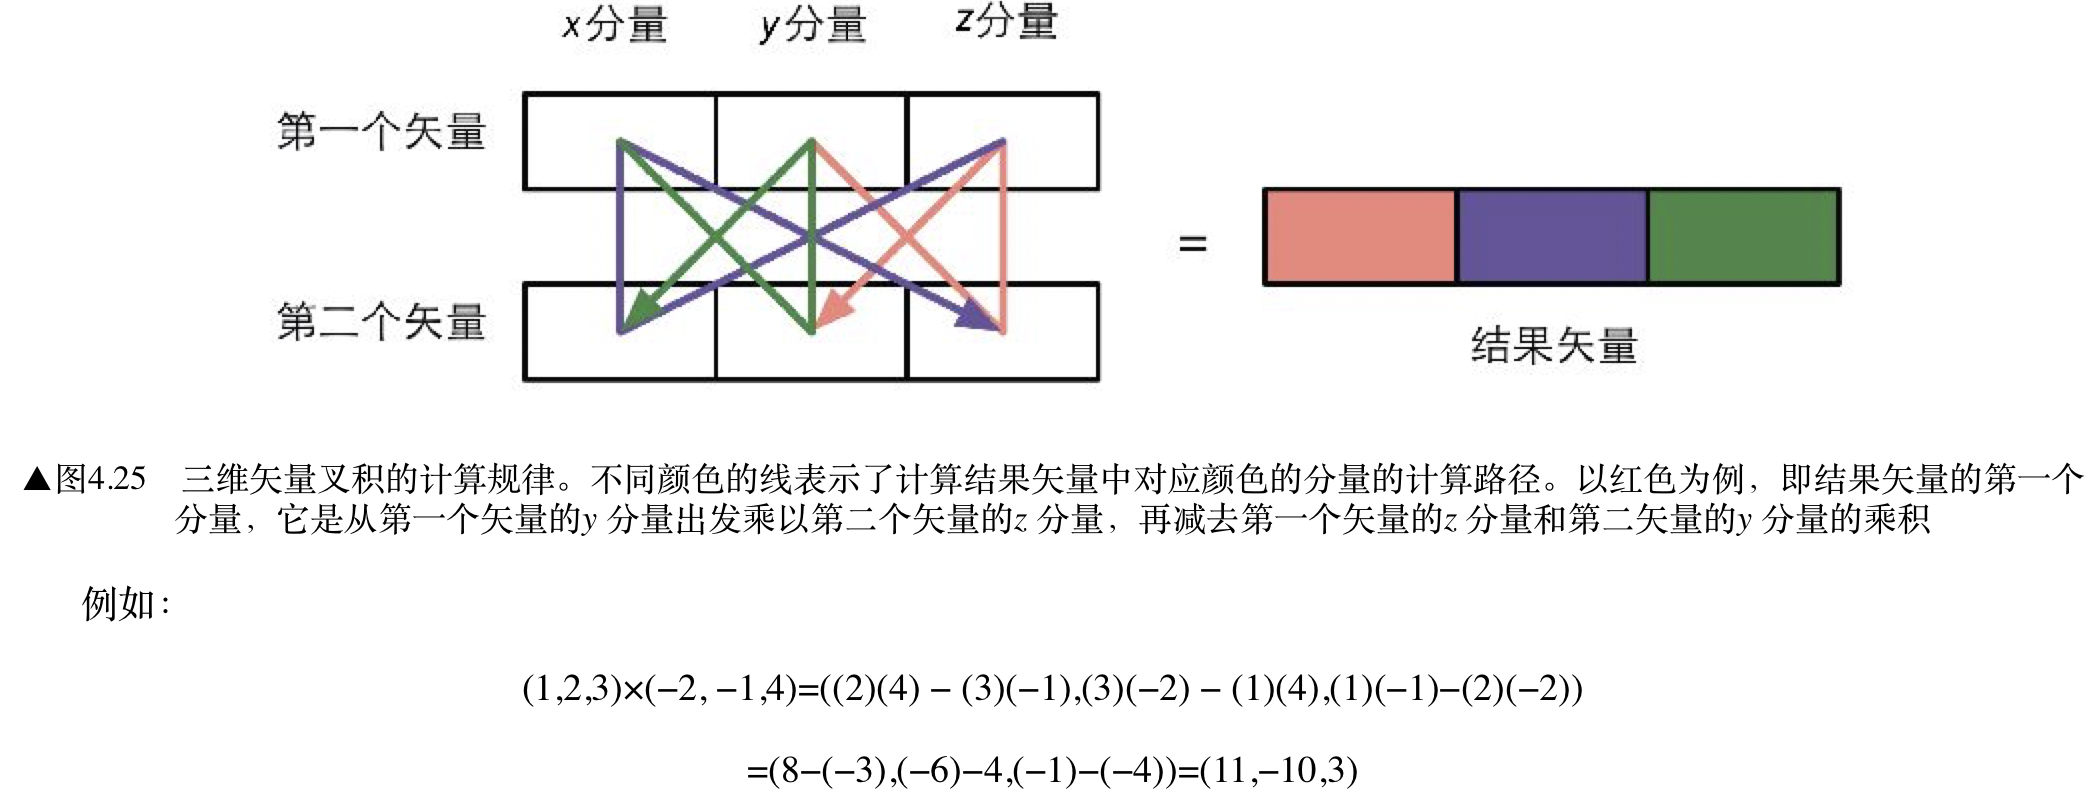 x分量 y分量 z分量
第一个矢量
=
第二个矢量
结果矢量
▲图4.25 三维矢量叉积的计算规律。不同颜色的线表示了计算结果矢量中对应颜色的分量的计算路径。以红色为例，即结果矢量的第一个
分量，它是从第一个矢量的y 分量出发乘以第二个矢量的z 分量，再减去第一个矢量的z 分量和第二矢量的y 分量的乘积
例如：
(1,2,3)×(−2, −1,4)=((2)(4) − (3)(−1),(3)(−2) − (1)(4),(1)(−1)−(2)(−2))
=(8−(−3),(−6)−4,(−1)−(−4))=(11,−10,3)